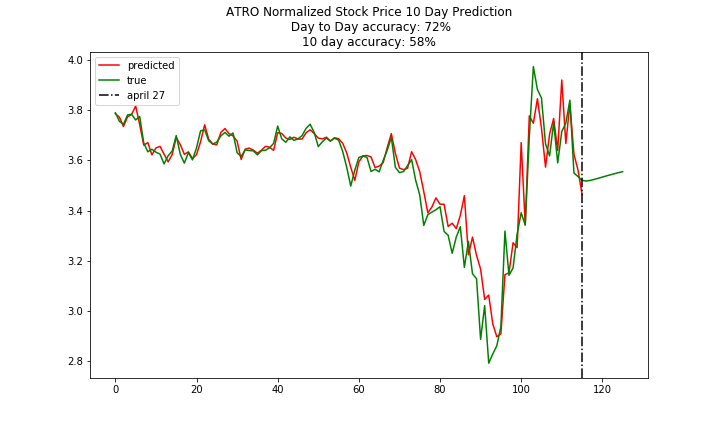 ATRO Normalized Stock Price 10 Day Prediction
Day to Day accuracy: 72%
10 day accuracy: 58%
predicted
true
april 27
4.0
3.8
3.6
3.4
3.2
3.0
2.8
0 20 40 60 80 100 120